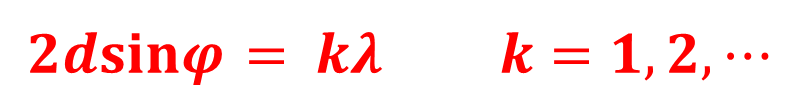 2dsinφ = kλ k = 1, 2, ⋯